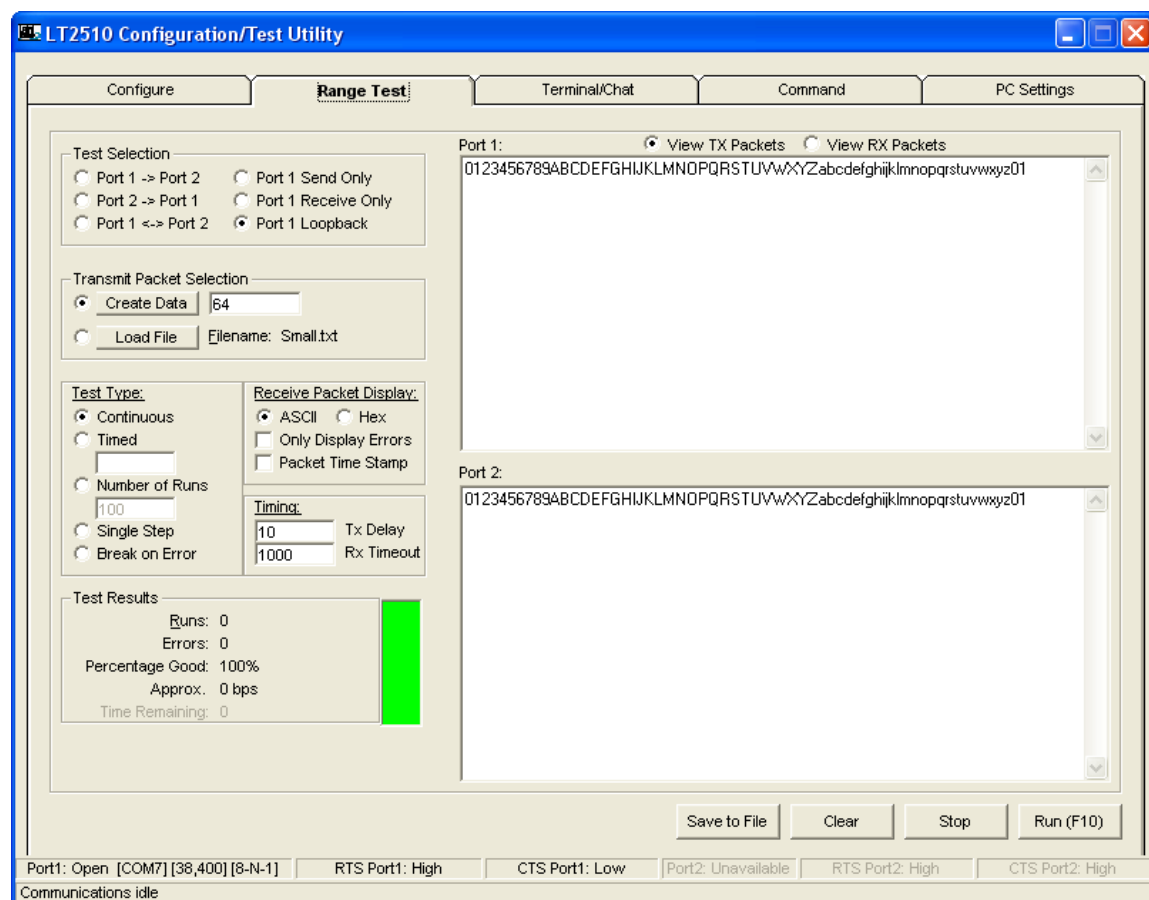 LT2510 Configuration/Test Utility
Configure
Range Test
Terminal/Chat
Command
PC Settings
Test Selection
Port 1 -> Port 2
Port 1 Send Only
Port 2 -> Port 1
Port 1 Receive Only
Port 1 <-> Port 2
Port 1 Loopback
Transmit Packet Selection
Create Data
64
Load File
Filename: Small.txt
Test Type:
Continuous
Timed
Number of Runs
100
Single Step
Break on Error
Receive Packet Display:
ASCII
Hex
Only Display Errors
Packet Time Stamp
Timing:
10
Tx Delay
1000
Rx Timeout
Test Results
Runs: 0
Errors: 0
Percentage Good: 100%
Approx. 0 bps
Time Remaining: 0
Port 1:
View TX Packets
View RX Packets
0123456789ABCDEFGHIJKLMNOPQRSTUVWXYZabcdefghijklmnopqrstuvwxyz01
Port 2:
0123456789ABCDEFGHIJKLMNOPQRSTUVWXYZabcdefghijklmnopqrstuvwxyz01
Save to File
Clear
Stop
Run (F10)
Port1: Open [COM7] [38,400] [8-N-1]
RTS Port1: High
CTS Port1: Low
Port2: Unavailable
RTS Port2: High
CTS Port2: High
Communications idle